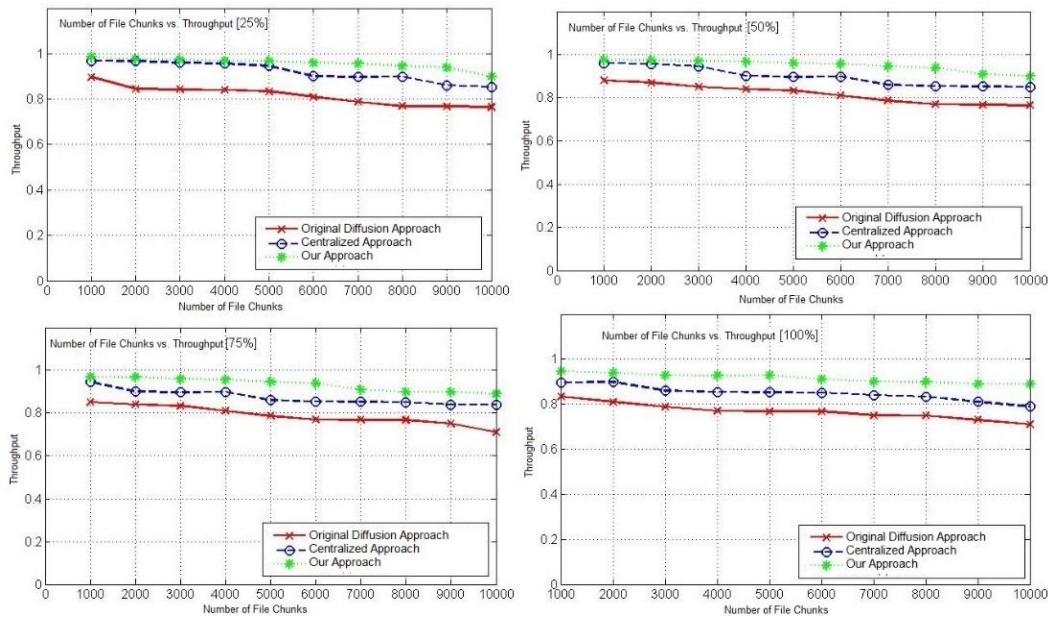 Number of File Chunks vs. Throughput [25%]
1
0.8
0.6
0.4
0.2
0
Throughput
Original Diffusion Approach
Centralized Approach
Our Approach
0 1000 2000 3000 4000 5000 6000 7000 8000 9000 10000
Number of File Chunks
Number of File Chunks vs. Throughput [50%]
1
0.8
0.6
0.4
0.2
0
Throughput
Original Diffusion Approach
Centralized Approach
Our Approach
0 1000 2000 3000 4000 5000 6000 7000 8000 9000 10000
Number of File Chunks
Number of File Chunks vs. Throughput [75%]
1
0.8
0.6
0.4
0.2
0
Throughput
Original Diffusion Approach
Centralized Approach
Our Approach
0 1000 2000 3000 4000 5000 6000 7000 8000 9000 10000
Number of File Chunks
Number of File Chunks vs. Throughput [100%]
1
0.8
0.6
0.4
0.2
0
Throughput
Original Diffusion Approach
Centralized Approach
Our Approach
1000 2000 3000 4000 5000 6000 7000 8000 9000 10000
Number of File Chunks